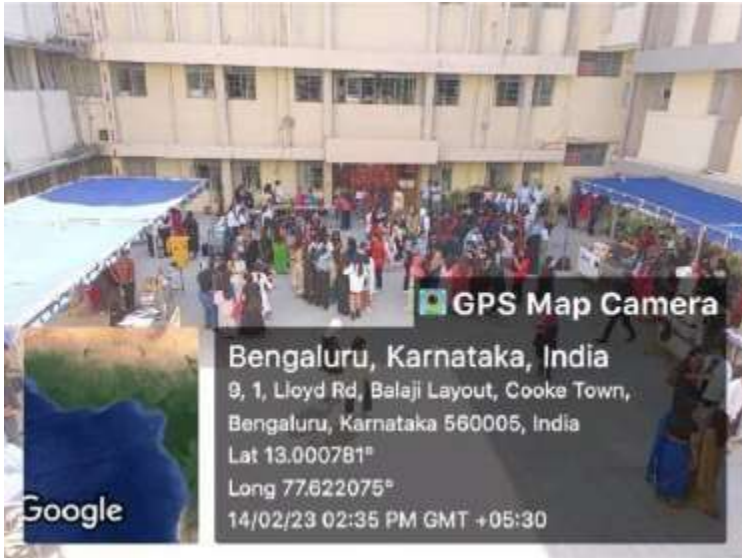 GPS Map Camera
Bengaluru, Karnataka, India
9, 1, Lloyd Rd, Balaji Layout, Cooke Town,
Bengaluru, Karnataka 560005, India
Lat 13.000781°
Long 77.622075°
14/02/23 02:35 PM GMT +05:30
Google